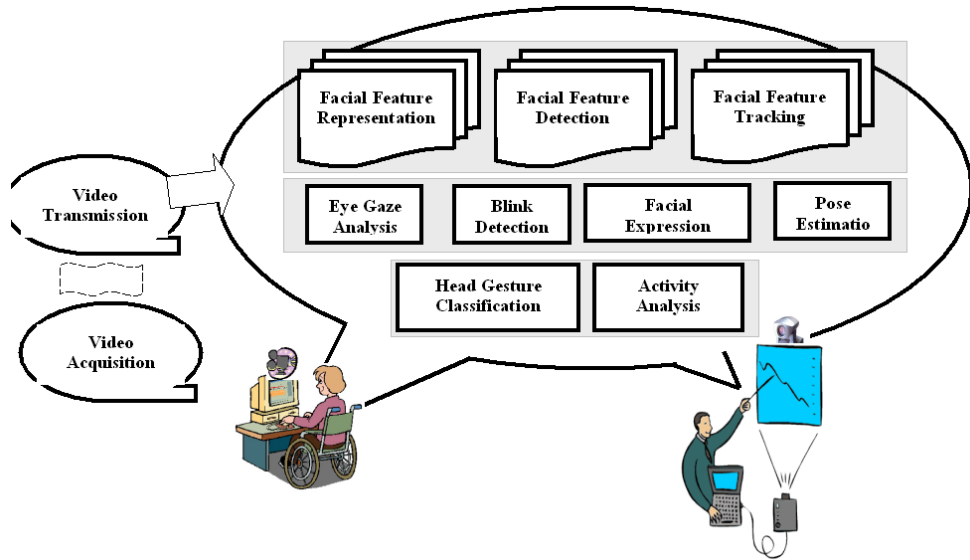 Facial Feature
Representation
Facial Feature
Detection
Facial Feature
Tracking
Video
Transmission
Eye Gaze
Analysis
Blink
Detection
Facial
Expression
Pose
Estimatio
Head Gesture
Classification
Activity
Analysis
Video
Acquisition